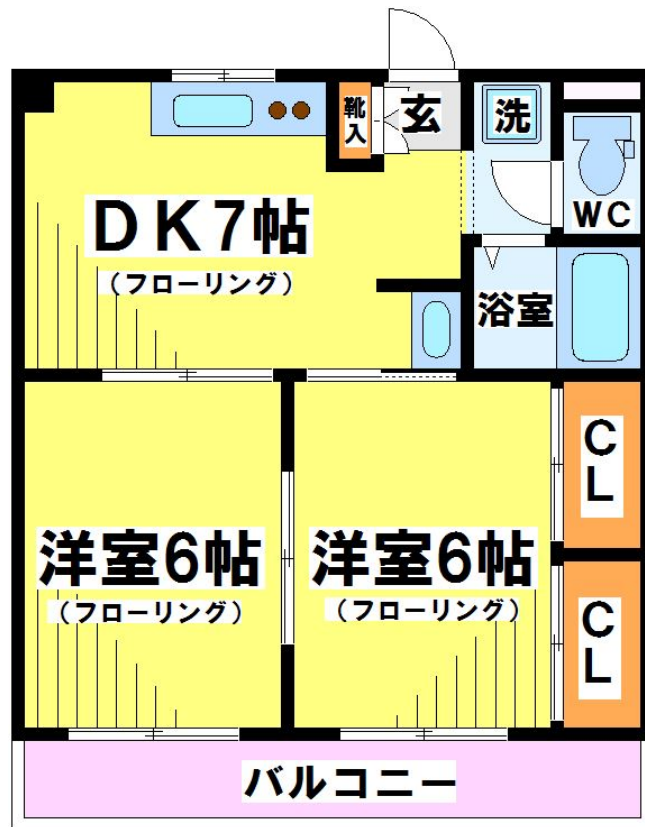 靴入
玄
洗
DK7帖
(フローリング)
WC
浴室
CL
洋室6帖
(フローリング)
洋室6帖
(フローリング)
CL
バルコニー